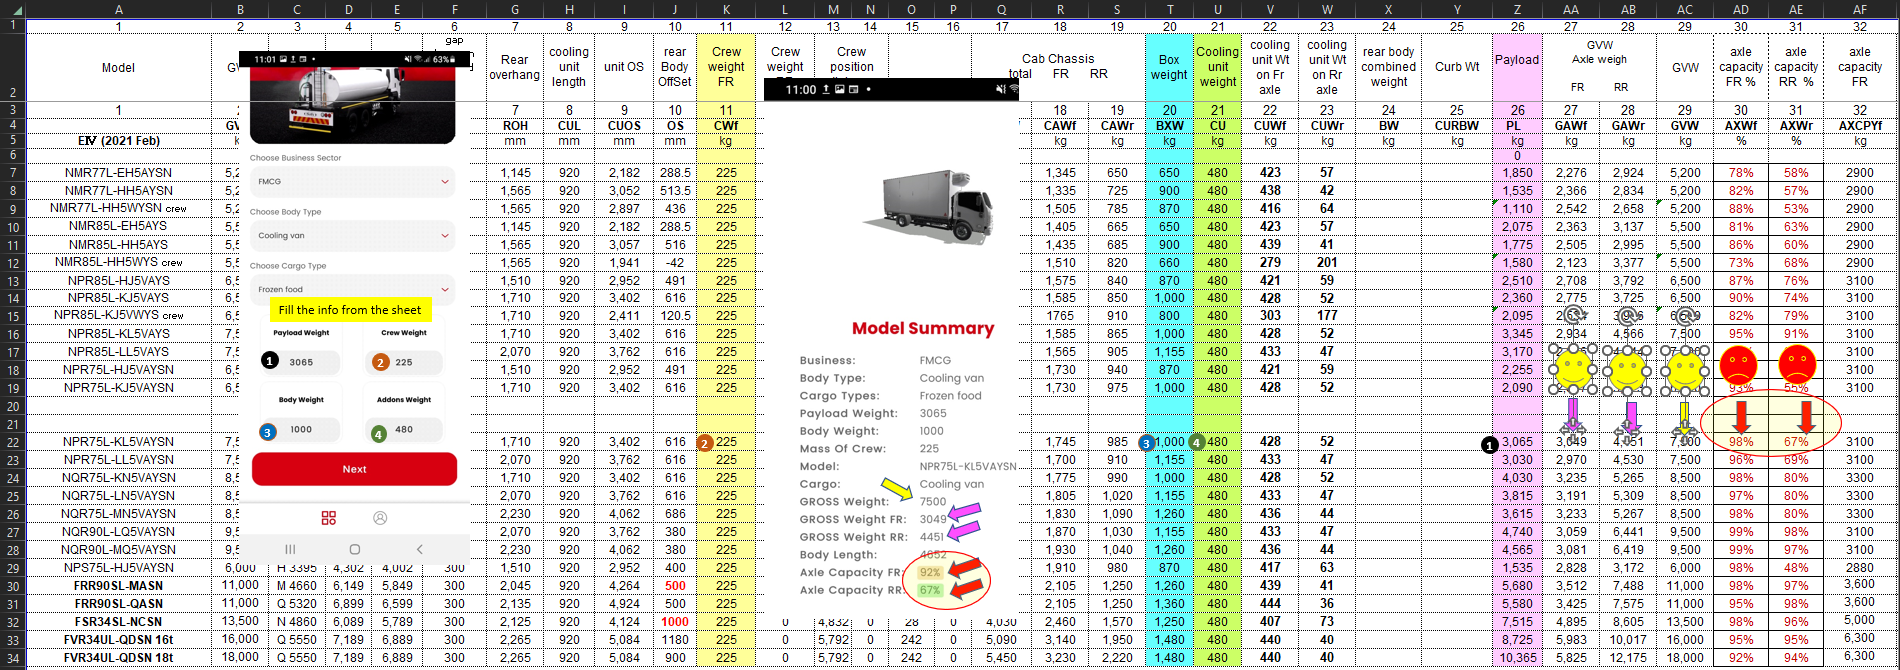 A B C D E F G H I J K L M N O P Q R S T U V W X Y Z AA AB AC AD AE AF
1 1 2 3 4 5 6 7 8 9 10 11 12 13 14 15 16 17 18 19 20 21 22 23 24 25 26 27 28 29 30 31 32
2 Model gap Rear overhang cooling unit length unit OS rear Body OffSet Crew weight FR Crew weight Crew position Cab Chassis total FR RR Box weight Cooling unit weight cooling unit Wt on Fr axle cooling unit Wt on Rr axle rear body combined weight Curb Wt Payload GVW Axle weigh FR RR GVW axle capacity FR % axle capacity RR % axle capacity FR
3 1 7 8 9 10 11 18 19 20 21 22 23 24 25 26 27 28 29 30 31 32
4 ROH CUL CUOS OS CWf CAWf CAWr BXW CU CUWf CUWr BW CURBW PL GAWf GAWr GVW AXWf AXWr AXCPYf
5 EIV (2021 Feb) mm mm mm mm kg kg kg kg kg kg kg kg kg kg kg kg kg % % kg
6 0
7 NMR77L-EH5AYSN 5,2 1,145 920 2,182 288.5 225 1,345 650 650 480 423 57 1,850 2,276 2,924 5,200 78% 58% 2900
8 NMR77L-HH5AYSN 5,2 1,565 920 3,052 513.5 225 1,335 725 900 480 438 42 1,535 2,366 2,834 5,200 82% 57% 2900
9 NMR77L-HH5WYSN crew 5,2 1,565 920 2,897 436 225 1,505 785 870 480 416 64 1,110 2,542 2,658 5,200 88% 53% 2900
10 NMR85L-EH5AYS 5,5 1,145 920 2,182 288.5 225 1,405 665 650 480 423 57 2,075 2,363 3,137 5,500 81% 63% 2900
11 NMR85L-HH5AYS 5,5 1,565 920 3,057 516 225 1,435 685 900 480 439 41 1,775 2,505 2,995 5,500 86% 60% 2900
12 NMR85L-HH5WYS crew 5,5 1,565 920 1,941 -42 225 1,510 820 660 480 279 201 1,580 2,123 3,377 5,500 73% 68% 2900
13 NPR85L-HJ5VAYS 6,5 1,510 920 2,952 491 225 1,575 840 870 480 421 59 2,510 2,708 3,792 6,500 87% 76% 3100
14 NPR85L-KJ5VAYS 6,5 1,710 920 3,402 616 225 1,585 850 1,000 480 428 52 2,360 2,775 3,725 6,500 90% 74% 3100
15 NPR85L-KJ5VWYS crew 6,5 1,710 920 2,411 120.5 225 1765 910 800 480 303 177 2,095 82% 79% 3100
16 NPR85L-KL5VAYS 7,5 1,710 920 3,402 616 225 1,585 865 1,000 480 428 52 3,345 2,934 4,566 7,500 95% 91% 3100
17 NPR85L-LL5VAYS 7,5 2,070 920 3,762 616 225 1,565 905 1,155 480 433 47 3,170 3100
18 NPR75L-HJ5VAYSN 6,5 1,510 920 2,952 491 225 1,730 940 870 480 421 59 2,255 3100
19 NPR75L-KJ5VAYSN 6,5 1,710 920 3,402 616 225 1,730 975 1,000 480 428 52 2,090 93% 55% 3100
20
21
22 NPR75L-KL5VAYSN 7,5 1,710 920 3,402 616 2 225 1,745 985 3 1,000 4 480 428 52 1 3,065 3,049 4,451 7,500 98% 67% 3100
23 NPR75L-LL5VAYSN 7,5 2,070 920 3,762 616 225 1,700 910 1,155 480 433 47 3,030 2,970 4,530 7,500 96% 69% 3100
24 NQR75L-KN5VAYSN 8,5 1,710 920 3,402 616 225 1,775 990 1,000 480 428 52 4,030 3,235 5,265 8,500 98% 80% 3300
25 NQR75L-LN5VAYSN 8,5 2,070 920 3,762 616 225 1,805 1,020 1,155 480 433 47 3,815 3,191 5,309 8,500 97% 80% 3300
26 NQR75L-MN5VAYSN 8,5 2,230 920 4,062 686 225 1,830 1,090 1,260 480 436 44 3,615 3,233 5,267 8,500 98% 80% 3300
27 NQR90L-LQ5VAYSN 9,5 2,070 920 3,762 380 225 1,870 1,030 1,155 480 433 47 4,740 3,059 6,441 9,500 99% 98% 3100
28 NQR90L-MQ5VAYSN 9,5 2,230 920 4,062 380 225 1,930 1,040 1,260 480 436 44 4,565 3,081 6,419 9,500 99% 97% 3100
29 NPS75L-HJ5VAYSN 6,000 H 3395 4,302 4,002 300 1,510 920 2,952 400 225 1,910 980 870 480 417 63 1,535 2,828 3,172 6,000 98% 48% 2880
30 FRR90SL-MASN 11,000 M 4660 6,149 5,849 300 2,045 920 4,264 500 225 2,105 1,250 1,260 480 439 41 5,680 3,512 7,488 11,000 98% 97% 3,600
31 FRR90SL-QASN 11,000 Q 5320 6,899 6,599 300 2,135 920 4,924 500 225 2,105 1,250 1,360 480 444 36 5,580 3,425 7,575 11,000 95% 98% 3,600
32 FSR34SL-NCSN 13,500 N 4860 6,089 5,789 300 2,125 920 4,124 1000 225 0 4,832 0 28 0 4,030 2,460 1,570 1,250 480 407 73 7,515 4,895 8,605 13,500 98% 96% 5,000
33 FVR34UL-QDSN 16t 16,000 Q 5550 7,189 6,889 300 2,265 920 5,084 1180 225 0 5,792 0 242 0 5,090 3,140 1,950 1,480 480 440 40 8,725 5,983 10,017 16,000 95% 95% 6,300
34 FVR34UL-QDSN 18t 18,000 Q 5550 7,189 6,889 300 2,265 920 5,084 900 225 0 5,792 0 242 0 5,450 3,230 2,220 1,480 480 440 40 10,365 5,825 12,175 18,000 92% 94% 6,300
11:01 63%
Choose Business Sector
FMCG
Choose Body Type
Cooling van
Choose Cargo Type
Frozen food
Fill the info from the sheet
Payload Weight Crew Weight
1 3065 2 225
Body Weight Addons Weight
3 1000 4 480
Next
11:00
Model Summary
Business: FMCG
Body Type: Cooling van
Cargo Types: Frozen food
Payload Weight: 3065
Body Weight: 1000
Mass Of Crew: 225
Model: NPR75L-KL5VAYSN
Cargo: Cooling van
GROSS Weight: 7500
GROSS Weight FR: 3049
GROSS Weight RR: 4451
Body Length: 4652
Axle Capacity FR: 92%
Axle Capacity RR: 67%